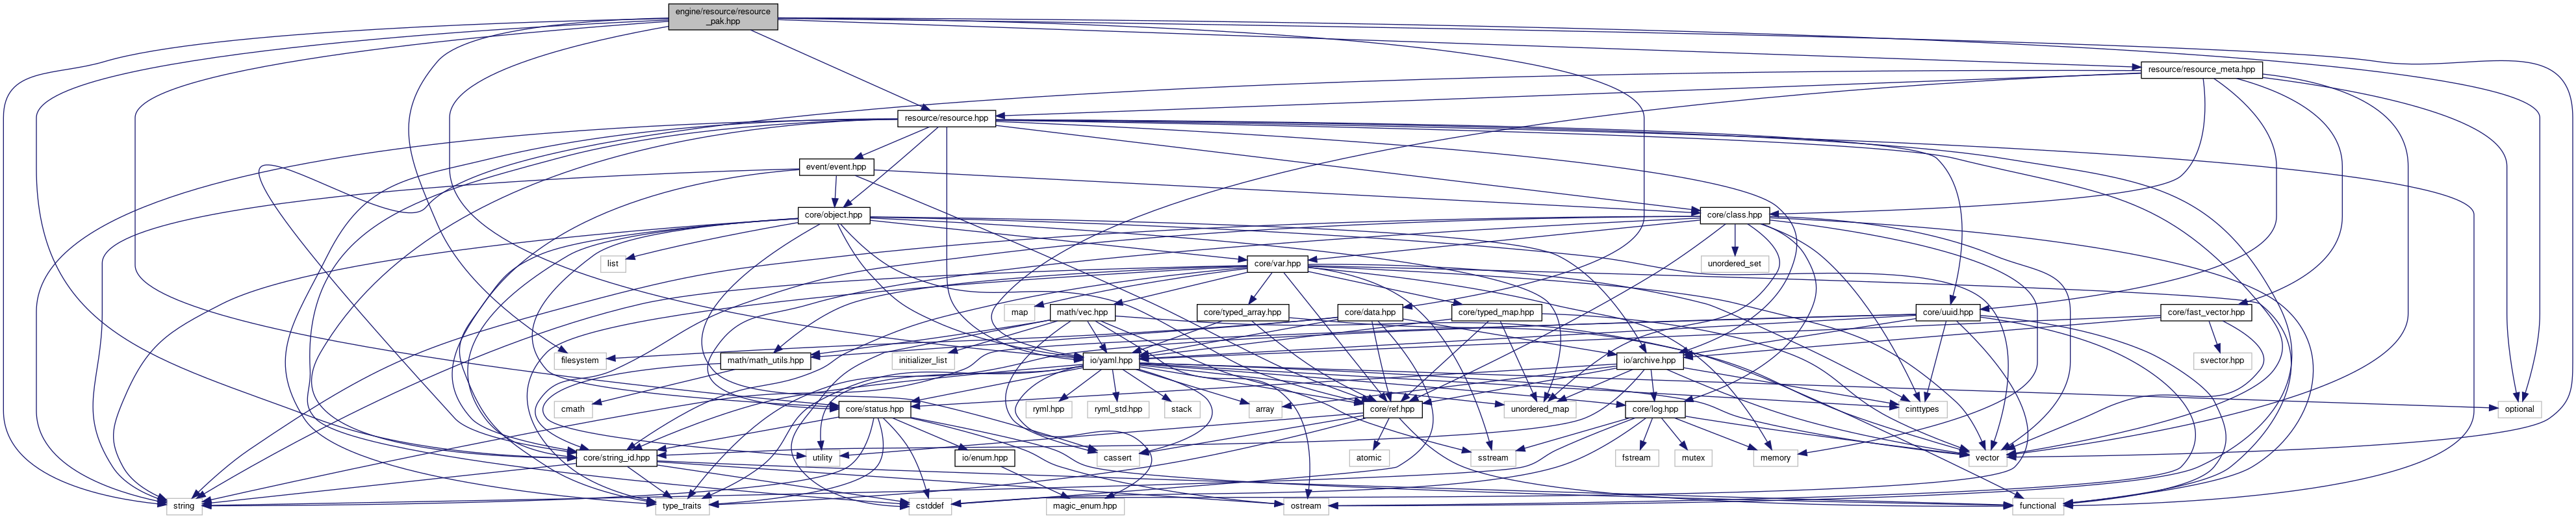 engine/resource/resource
_pak.hpp
resource/resource_meta.hpp
resource/resource.hpp
event/event.hpp
core/object.hpp
core/class.hpp
list
core/var.hpp
unordered_set
map
math/vec.hpp
core/typed_array.hpp
core/data.hpp
core/typed_map.hpp
core/uuid.hpp
core/fast_vector.hpp
filesystem
math/math_utils.hpp
initializer_list
io/yaml.hpp
io/archive.hpp
svector.hpp
cmath
core/status.hpp
ryml.hpp
ryml_std.hpp
stack
array
core/ref.hpp
unordered_map
core/log.hpp
cinttypes
optional
core/string_id.hpp
utility
io/enum.hpp
cassert
atomic
sstream
fstream
mutex
memory
vector
string
type_traits
cstddef
magic_enum.hpp
ostream
functional